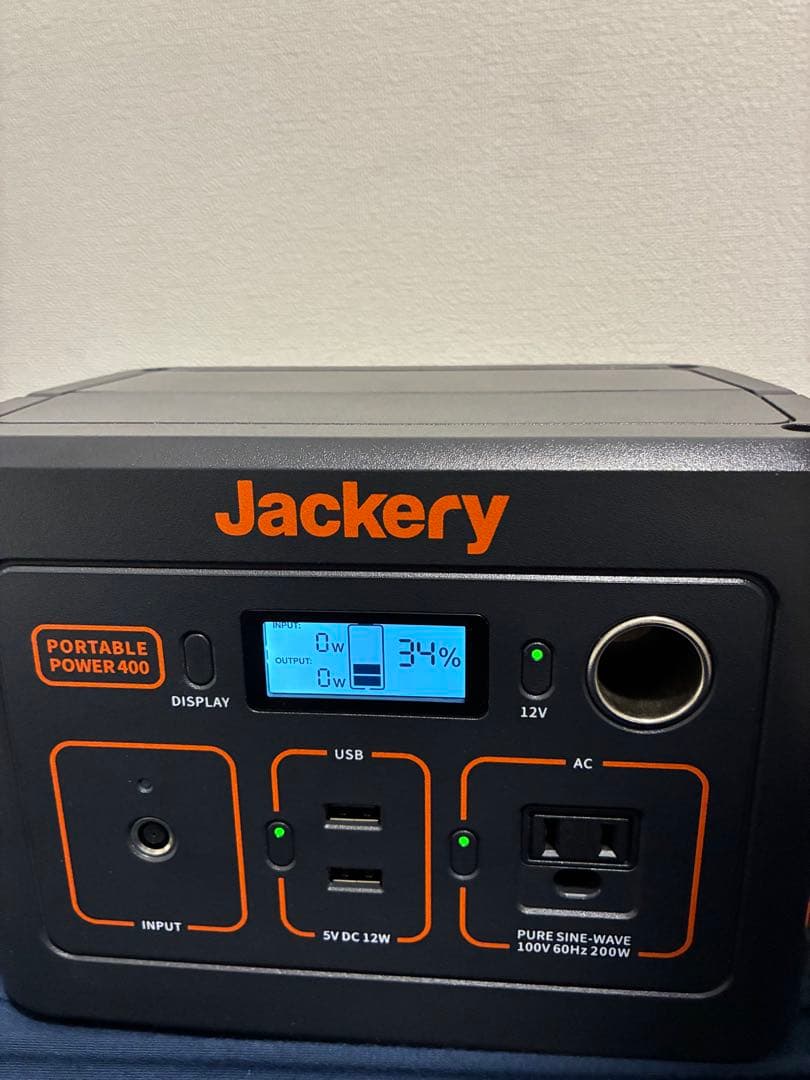 Jackery
PORTABLE
POWER 400
DISPLAY
INPUT:
0W
OUTPUT:
0W
34%
12V
INPUT
USB
5V DC 12W
AC
PURE SINE-WAVE
100V 60Hz 200W